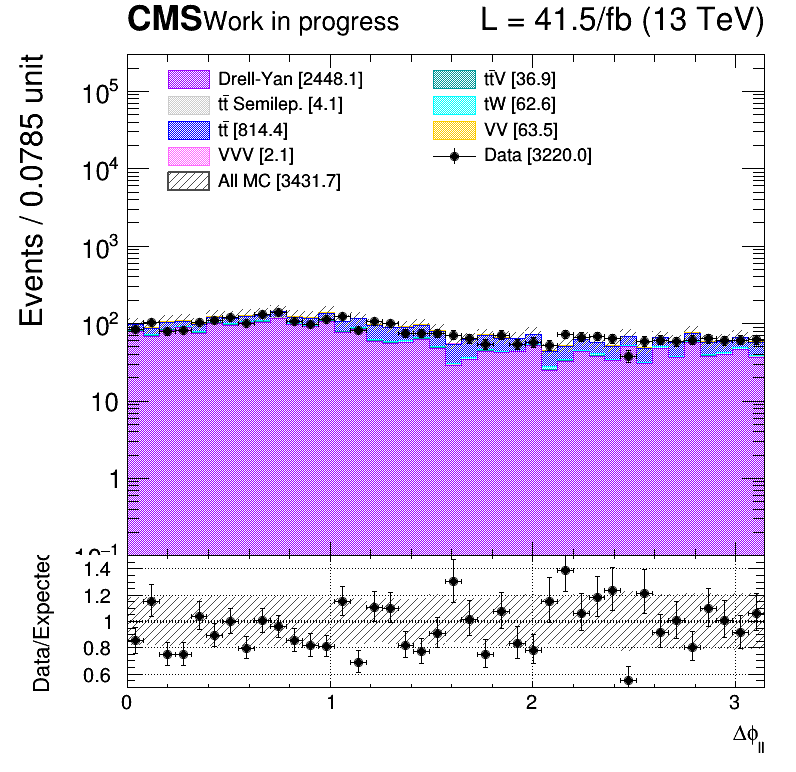 CMS Work in progress L = 41.5/fb (13 TeV)
Events / 0.0785 unit
Drell-Yan [2448.1]
tt̄ Semilep. [4.1]
tt̄ [814.4]
VVV [2.1]
All MC [3431.7]
tt̄V [36.9]
tW [62.6]
VV [63.5]
Data [3220.0]
10⁵
10⁴
10³
10²
10
1
10⁻¹
Data/Expected
1.4
1.2
1
0.8
0.6
0 1 2 3
Δϕ_ll